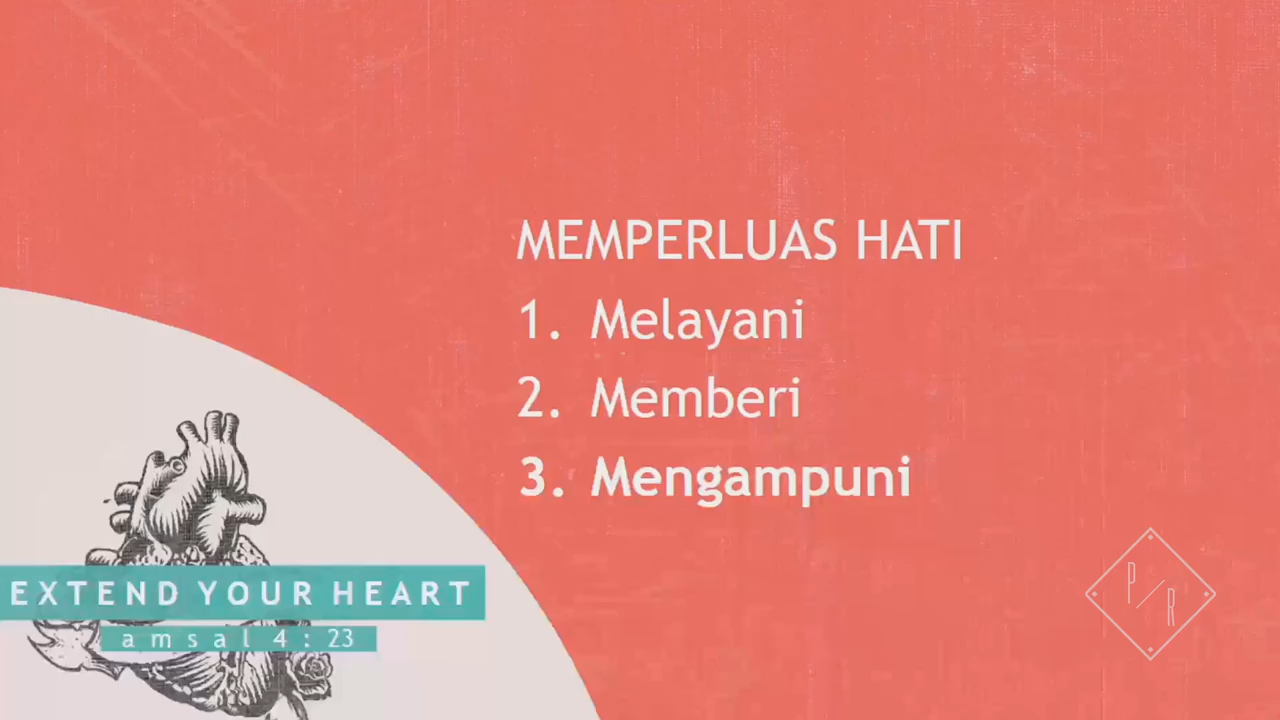 MEMPERLUAS HATI
1. Melayani
2. Memberi
3. Mengampuni
EXTEND YOUR HEART
amsal 4:23
P/R